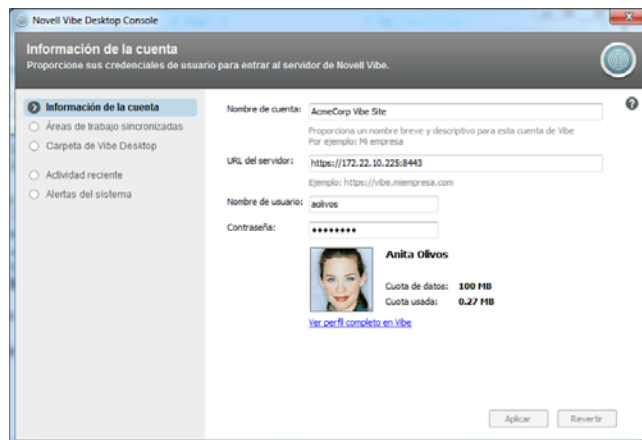 Novell Vibe Desktop Console
Información de la cuenta
Proporcione sus credenciales de usuario para entrar al servidor de Novell Vibe.
Información de la cuenta
Áreas de trabajo sincronizadas
Carpeta de Vibe Desktop
Actividad reciente
Alertas del sistema
Nombre de cuenta: AcmeCorp Vibe Site
Proporciona un nombre breve y descriptivo para esta cuenta de Vibe
Por ejemplo: Mi empresa
URL del servidor: https://172.22.10.225:8443
Ejemplo: https://vibe.miempresa.com
Nombre de usuario: aolivos
Contraseña: ••••••••
Anita Olivos
Cuota de datos: 100 MB
Cuota usada: 0.27 MB
Ver perfil completo en Vibe
Aplicar Revertir